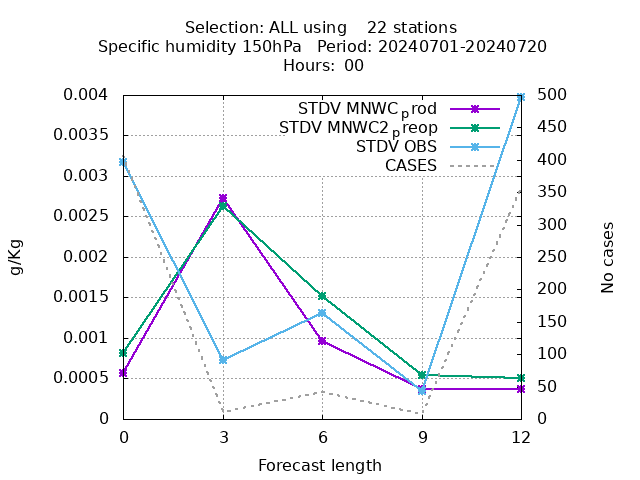 Selection: ALL using    22 stations
Specific humidity 150hPa   Period: 20240701-20240720
Hours: 00
STDV MNWC_prod
STDV MNWC2_preop
STDV OBS
CASES
0.004
0.0035
0.003
0.0025
0.002
0.0015
0.001
0.0005
0
g/Kg
500
450
400
350
300
250
200
150
100
50
0
No cases
0 3 6 9 12
Forecast length